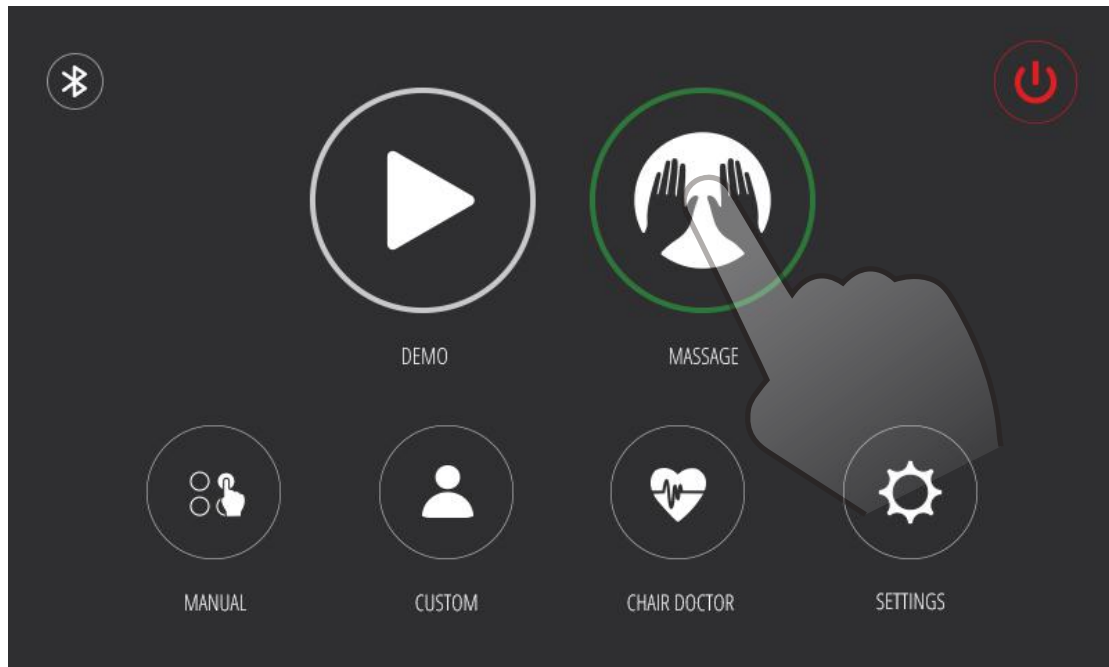 DEMO
MASSAGE
MANUAL
CUSTOM
CHAIR DOCTOR
SETTINGS